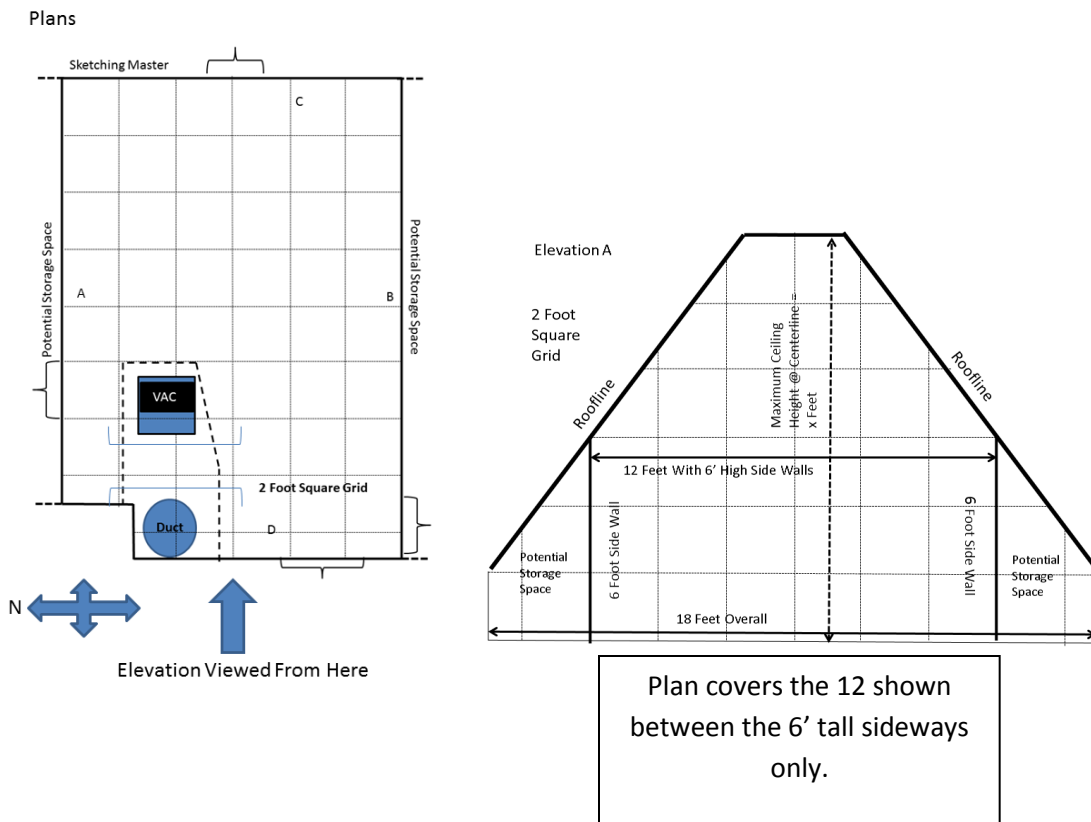 Plans
Sketching Master
C
Potential Storage Space
A
B
Potential Storage Space
VAC
2 Foot Square Grid
Duct
D
N
Elevation Viewed From Here
Elevation A
2 Foot
Square
Grid
Roofline
Maximum Ceiling
Height @ Centerline =
x Feet
Roofline
12 Feet With 6’ High Side Walls
6 Foot Side Wall
6 Foot Side Wall
Potential
Storage
Space
Potential
Storage
Space
18 Feet Overall
Plan covers the 12 shown
between the 6’ tall sideways
only.